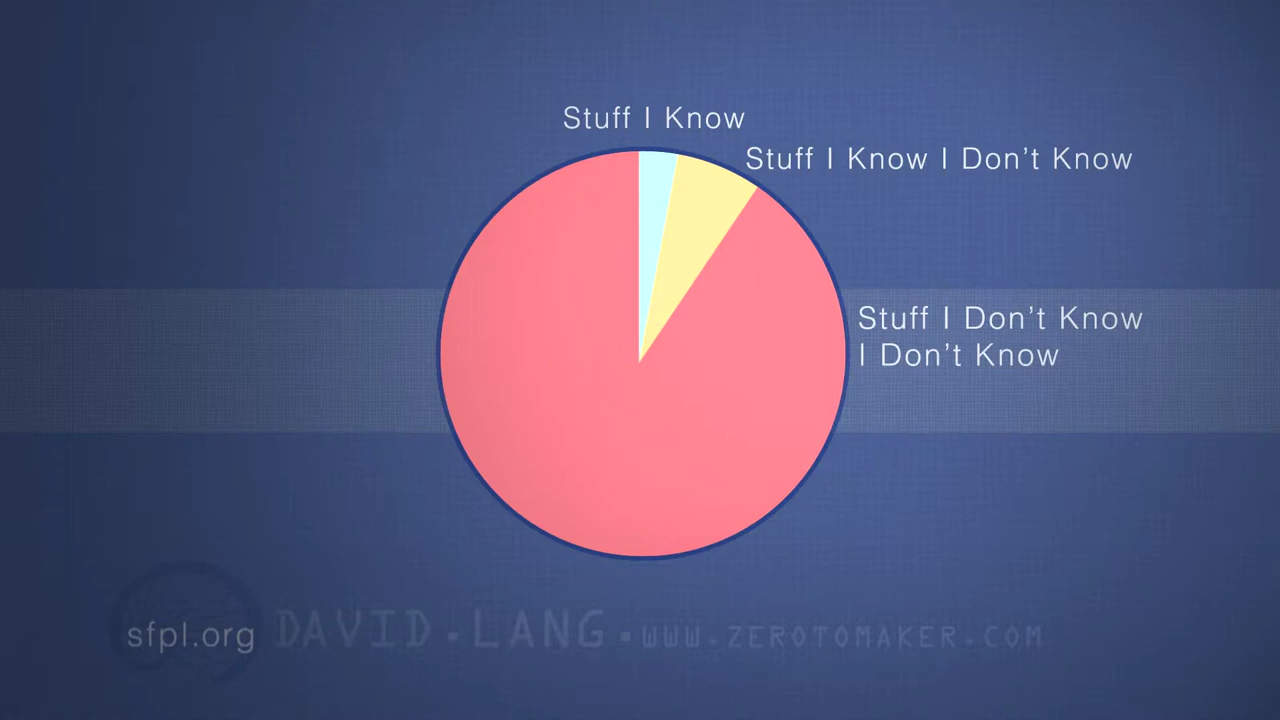 Stuff I Know
Stuff I Know I Don't Know
Stuff I Don't Know
I Don't Know
sfpl.org DAVID.LANG.WWW.ZEROTOMAKER.COM